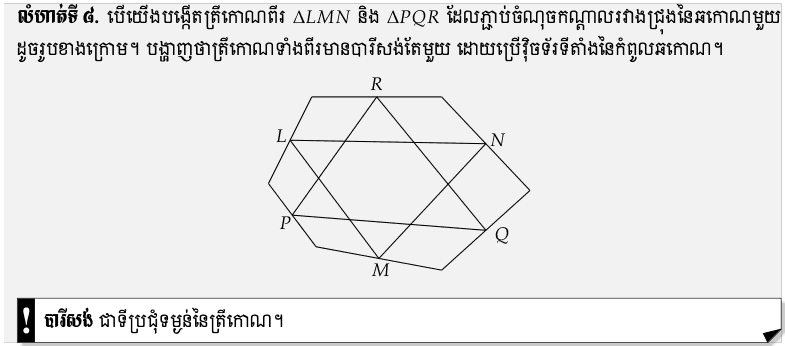 លំហាត់ទី ៨. បើយើងបង្កើតត្រីកោណពីរ ΔLMN និង ΔPQR ដែលភ្ជាប់ចំណុចកណ្តាលរវាងជ្រុងនៃឆកោណមួយ
ដូចរូបខាងក្រោម។ បង្ហាញថាត្រីកោណទាំងពីរមានបារីសង់តែមួយ ដោយប្រើវ៉ិចទ័រទីតាំងនៃកំពូលឆកោណ។
R
L
N
P
Q
M
! បារីសង់ ជាទីប្រជុំទម្ងន់នៃត្រីកោណ។